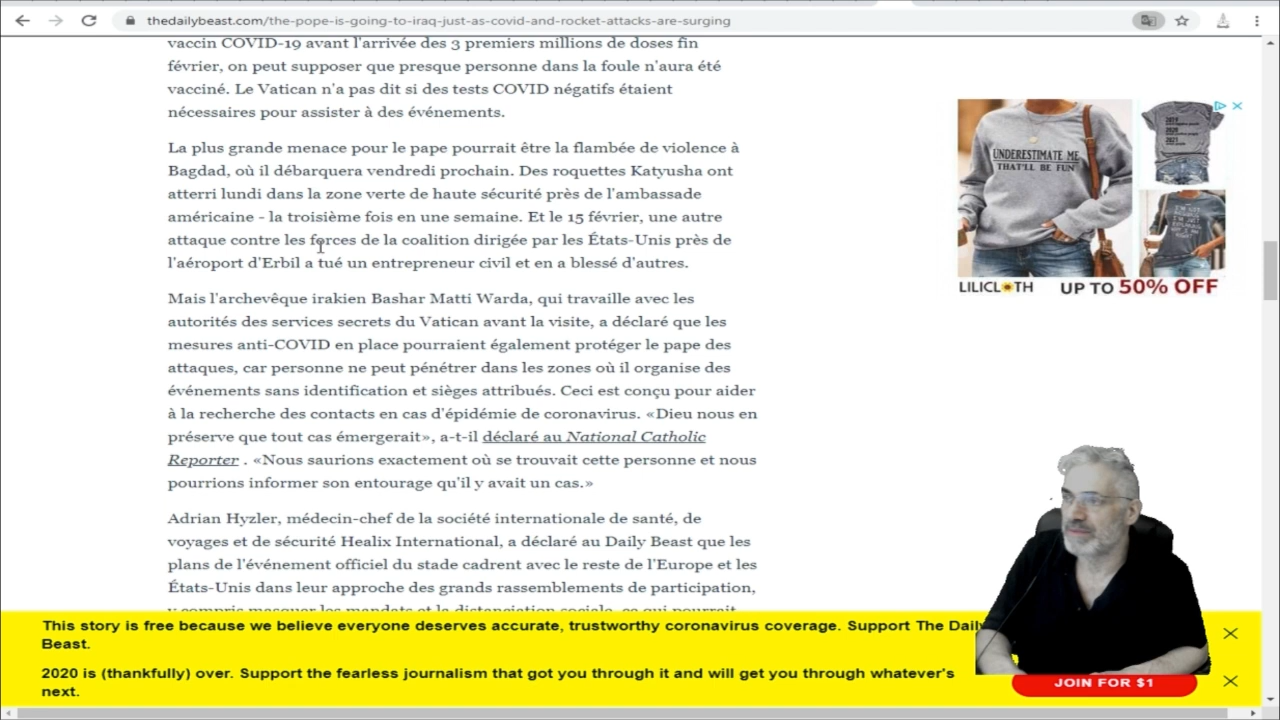 thedailybeast.com/the-pope-is-going-to-iraq-just-as-covid-and-rocket-attacks-are-surging
vaccin COVID-19 avant l'arrivée des 3 premiers millions de doses fin
février, on peut supposer que presque personne dans la foule n'aura été
vacciné. Le Vatican n'a pas dit si des tests COVID négatifs étaient
nécessaires pour assister à des événements.
La plus grande menace pour le pape pourrait être la flambée de violence à
Bagdad, où il débarquera vendredi prochain. Des roquettes Katyusha ont
atterri lundi dans la zone verte de haute sécurité près de l'ambassade
américaine - la troisième fois en une semaine. Et le 15 février, une autre
attaque contre les forces de la coalition dirigée par les États-Unis près de
l'aéroport d'Erbil a tué un entrepreneur civil et en a blessé d'autres.
Mais l'archevêque irakien Bashar Matti Warda, qui travaille avec les
autorités des services secrets du Vatican avant la visite, a déclaré que les
mesures anti-COVID en place pourraient également protéger le pape des
attaques, car personne ne peut pénétrer dans les zones où il organise des
événements sans identification et sièges attribués. Ceci est conçu pour aider
à la recherche des contacts en cas d'épidémie de coronavirus. «Dieu nous en
préserve que tout cas émergerait», a-t-il déclaré au National Catholic
Reporter . «Nous saurions exactement où se trouvait cette personne et nous
pourrions informer son entourage qu'il y avait un cas.»
Adrian Hyzler, médecin-chef de la société internationale de santé, de
voyages et de sécurité Healix International, a déclaré au Daily Beast que les
plans de l'événement officiel du stade cadrent avec le reste de l'Europe et les
États-Unis dans leur approche des grands rassemblements de participation,
y compris masquer les mandats et la distanciation sociale, ce qui pourrait
UNDERESTIMATE ME
THAT'LL BE FUN
2019
2020
2021
LILICLOTH UP TO 50% OFF
This story is free because we believe everyone deserves accurate, trustworthy coronavirus coverage. Support The Daily
Beast.
2020 is (thankfully) over. Support the fearless journalism that got you through it and will get you through whatever's
next.
JOIN FOR $1